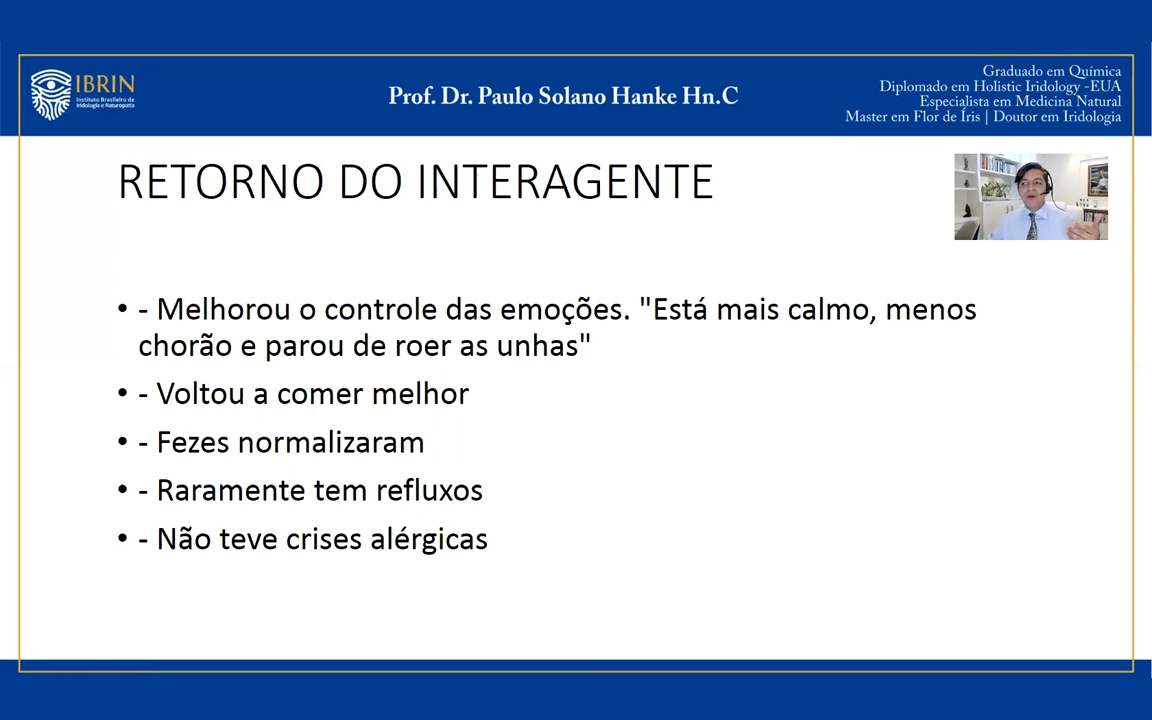 IBRIN
Instituto Brasileiro de
Iridologia e Naturopatia
Prof. Dr. Paulo Solano Hanke Hn.C
Graduado em Química
Diplomado em Holistic Iridology -EUA
Especialista em Medicina Natural
Master em Flor de Íris | Doutor em Iridologia
RETORNO DO INTERAGENTE
• - Melhorou o controle das emoções. "Está mais calmo, menos
chorão e parou de roer as unhas"
• - Voltou a comer melhor
• - Fezes normalizaram
• - Raramente tem refluxos
• - Não teve crises alérgicas